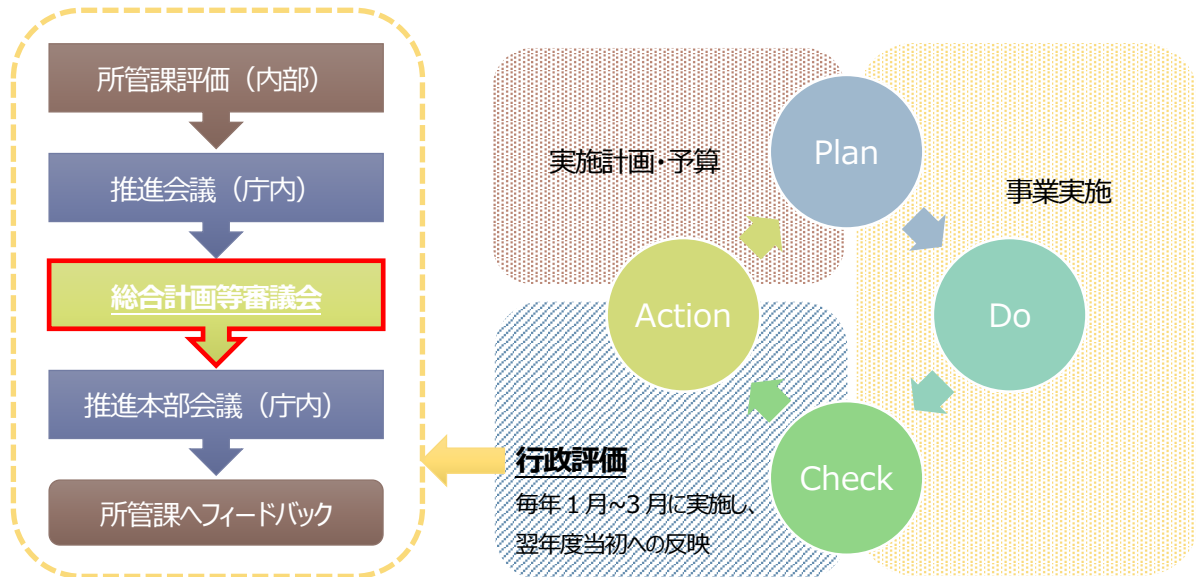 所管課評価（内部）
推進会議（庁内）
総合計画等審議会
推進本部会議（庁内）
所管課へフィードバック
実施計画・予算
Plan
事業実施
Action
Do
行政評価
毎年1月~3月に実施し、
翌年度当初への反映
Check